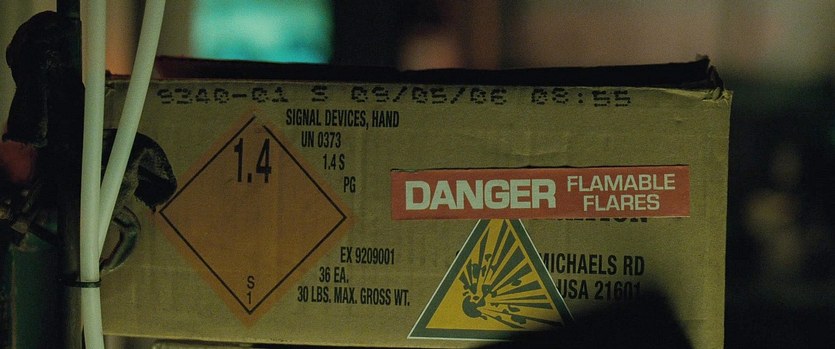 9340-01 S 09/05/06 08:55
SIGNAL DEVICES, HAND
UN 0373
1.4 S
PG
1.4
S
1
DANGER FLAMABLE
FLARES
EX 9209001
36 EA.
30 LBS. MAX. GROSS WT.
MICHAELS RD
USA 21601